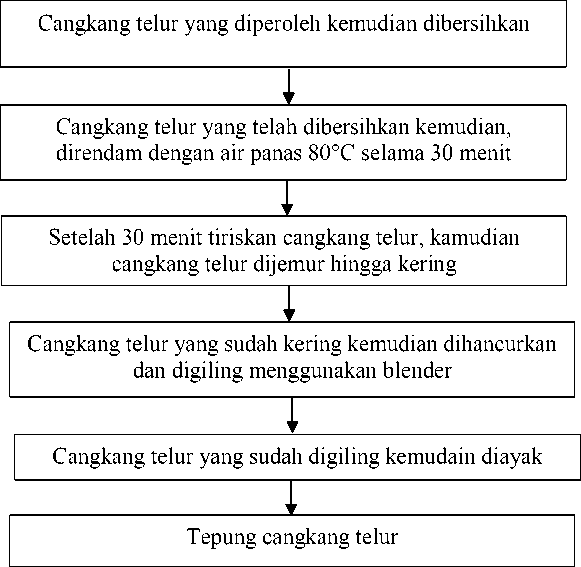 Cangkang telur yang diperoleh kemudian dibersihkan
Cangkang telur yang telah dibersihkan kemudian,
direndam dengan air panas 80°C selama 30 menit
Setelah 30 menit tiriskan cangkang telur, kamudian
cangkang telur dijemur hingga kering
Cangkang telur yang sudah kering kemudian dihancurkan
dan digiling menggunakan blender
Cangkang telur yang sudah digiling kemudain diayak
Tepung cangkang telur